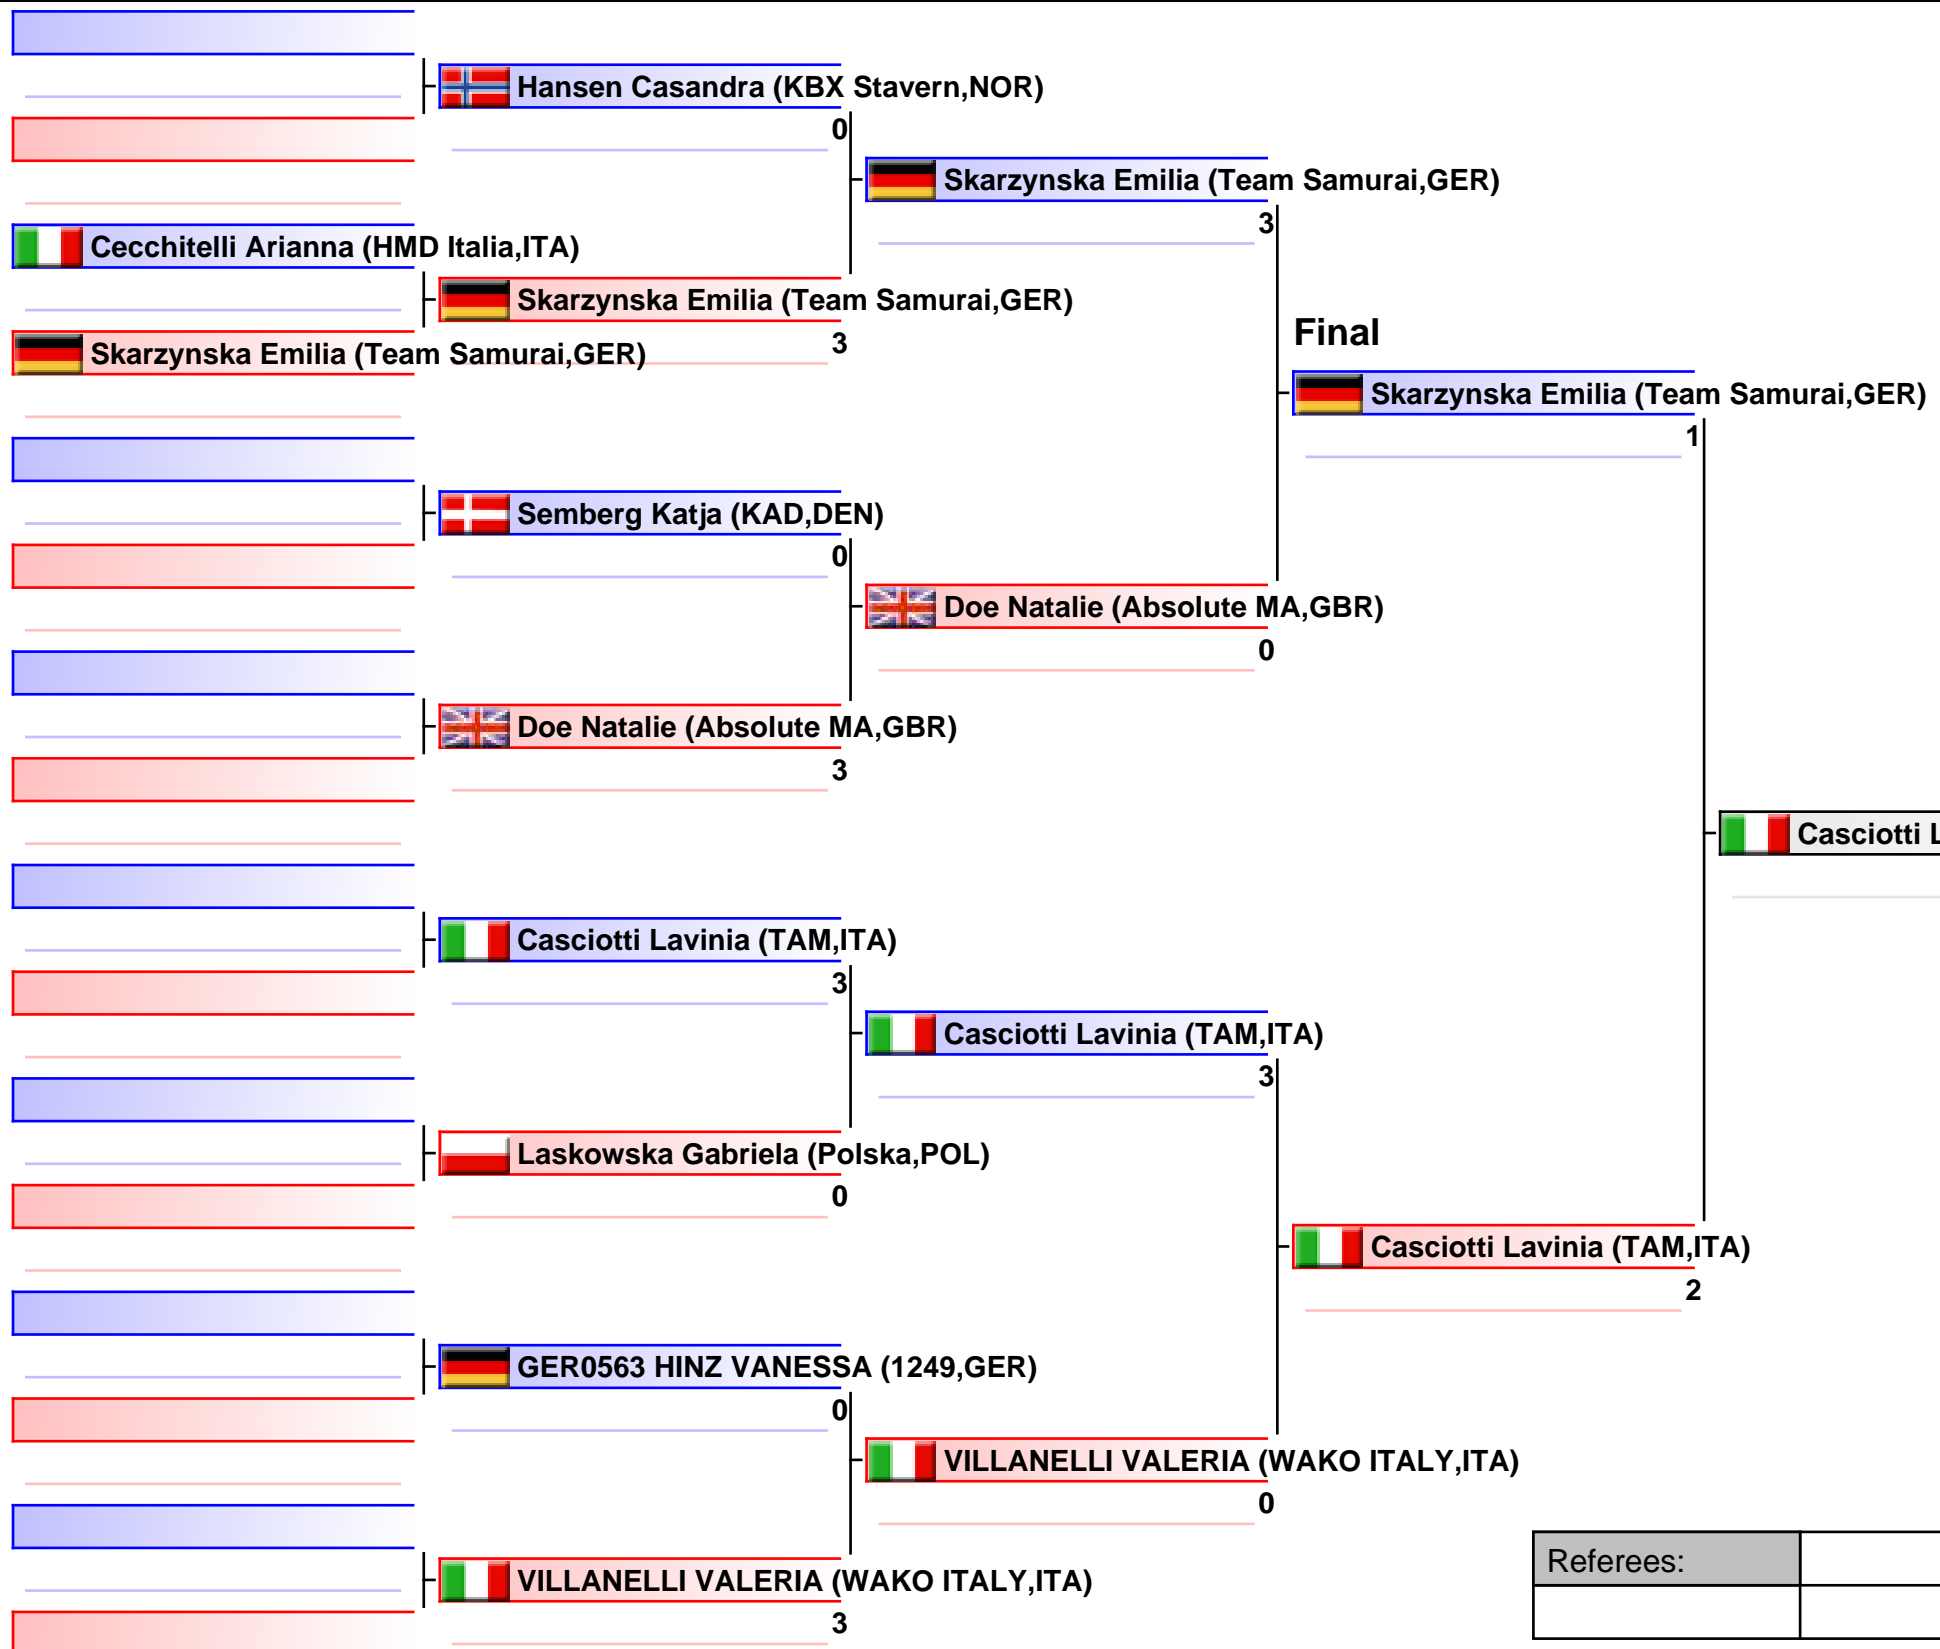 Hansen Casandra (KBX Stavern,NOR)
0
Skarzynska Emilia (Team Samurai,GER)
3
Cecchitelli Arianna (HMD Italia,ITA)
Skarzynska Emilia (Team Samurai,GER)
3
Skarzynska Emilia (Team Samurai,GER)
Final
Skarzynska Emilia (Team Samurai,GER)
1
Semberg Katja (KAD,DEN)
0
Doe Natalie (Absolute MA,GBR)
0
Doe Natalie (Absolute MA,GBR)
3
Casciotti L
Casciotti Lavinia (TAM,ITA)
3
Casciotti Lavinia (TAM,ITA)
3
Laskowska Gabriela (Polska,POL)
0
Casciotti Lavinia (TAM,ITA)
2
GER0563 HINZ VANESSA (1249,GER)
0
VILLANELLI VALERIA (WAKO ITALY,ITA)
0
Referees:
VILLANELLI VALERIA (WAKO ITALY,ITA)
3